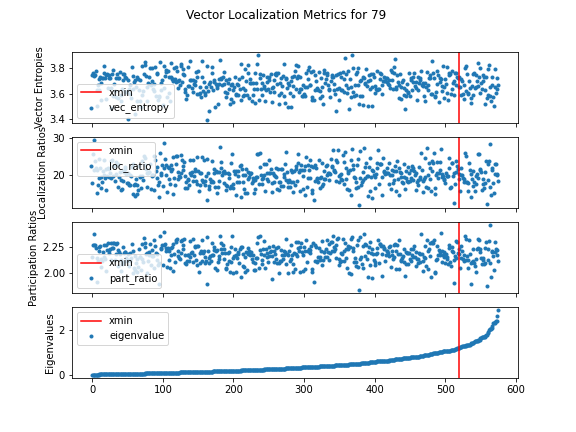 Vector Localization Metrics for 79
Vector Entropies
3.8
3.6
3.4
xmin
vec_entropy
Localization Ratios
30
20
xmin
loc_ratio
Participation Ratios
2.25
2.00
xmin
part_ratio
Eigenvalues
2
0
xmin
eigenvalue
0 100 200 300 400 500 600